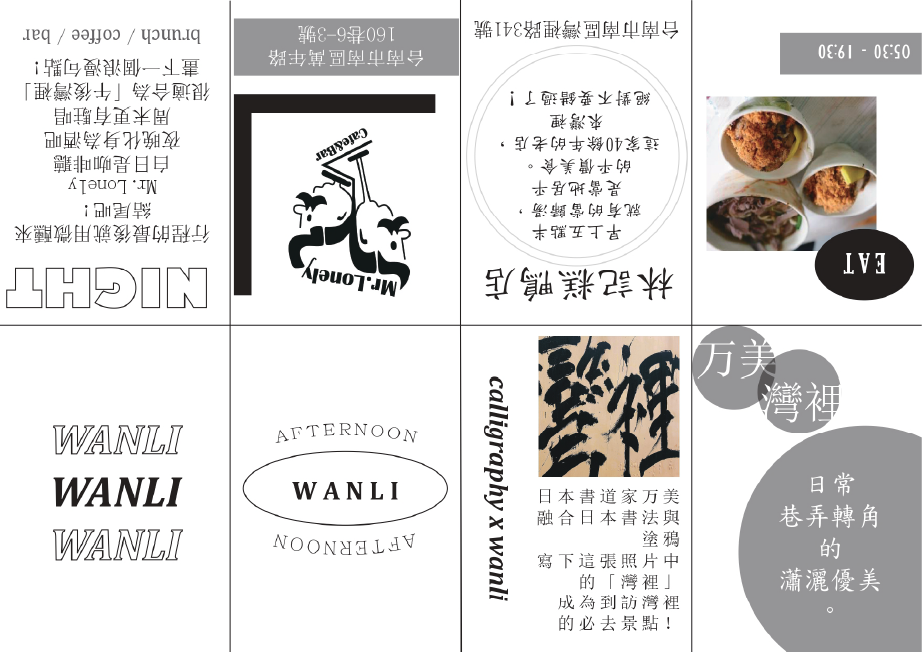 EAT
05:30 - 19:30
林記糕鴨店
早上五點半
就有的當歸湯，
是當地居乎
的平價美食。
這家40餘年的老店，
來灣裡
絕對不要錯過了！
台南市南區灣裡路341號
Mr.Lonely
Cafe&Bar
台南市南區萬年路
160巷6-3號
NIGHT
行程的最後就用微醺來
結尾吧！
Mr. Lonely
白日是咖啡廳
夜晚化身為酒吧
周末更有駐唱
很適合為「午後灣裡」
畫下一個浪漫句點！
brunch / coffee / bar
WANLI
WANLI
WANLI
AFTERNOON
WANLI
AFTERNOON
calligraphy x wanli
灣裡
日本書道家万美
融合日本書法與
塗鴉
寫下這張照片中
的「灣裡」
成為到訪灣裡
的必去景點！
万美
灣裡
日常
巷弄轉角
的
瀟灑優美
。